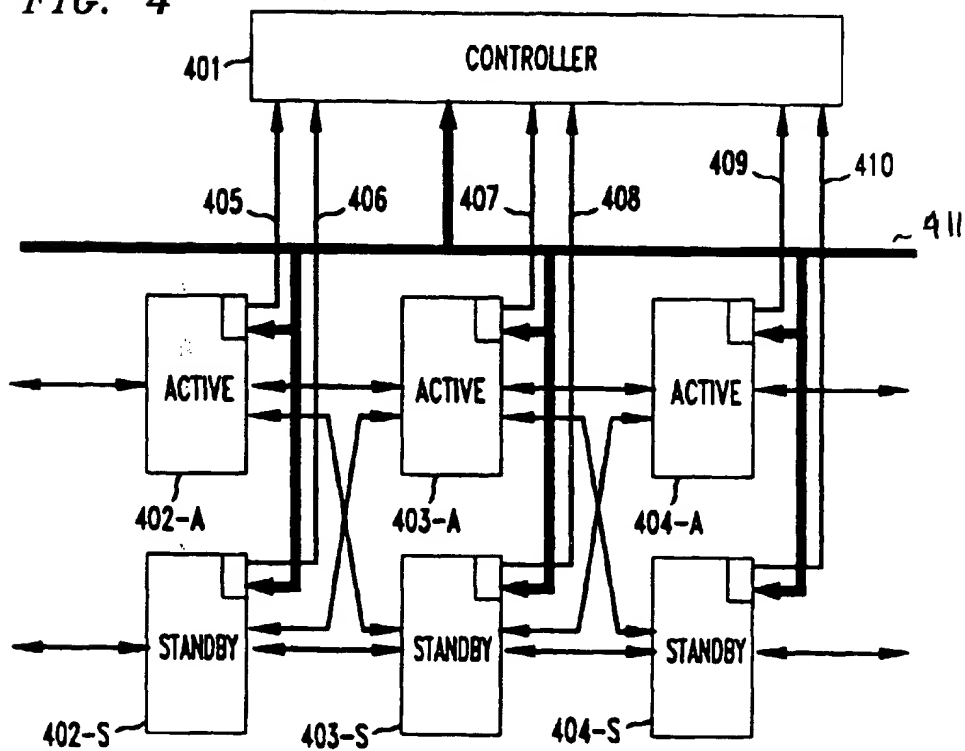 FIG. 4
CONTROLLER
401
405
406
407
408
409
410
411
ACTIVE
ACTIVE
ACTIVE
402-A
403-A
404-A
STANDBY
STANDBY
STANDBY
402-S
403-S
404-S